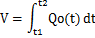 V = ∫_{t1}^{t2} Qo(t) dt